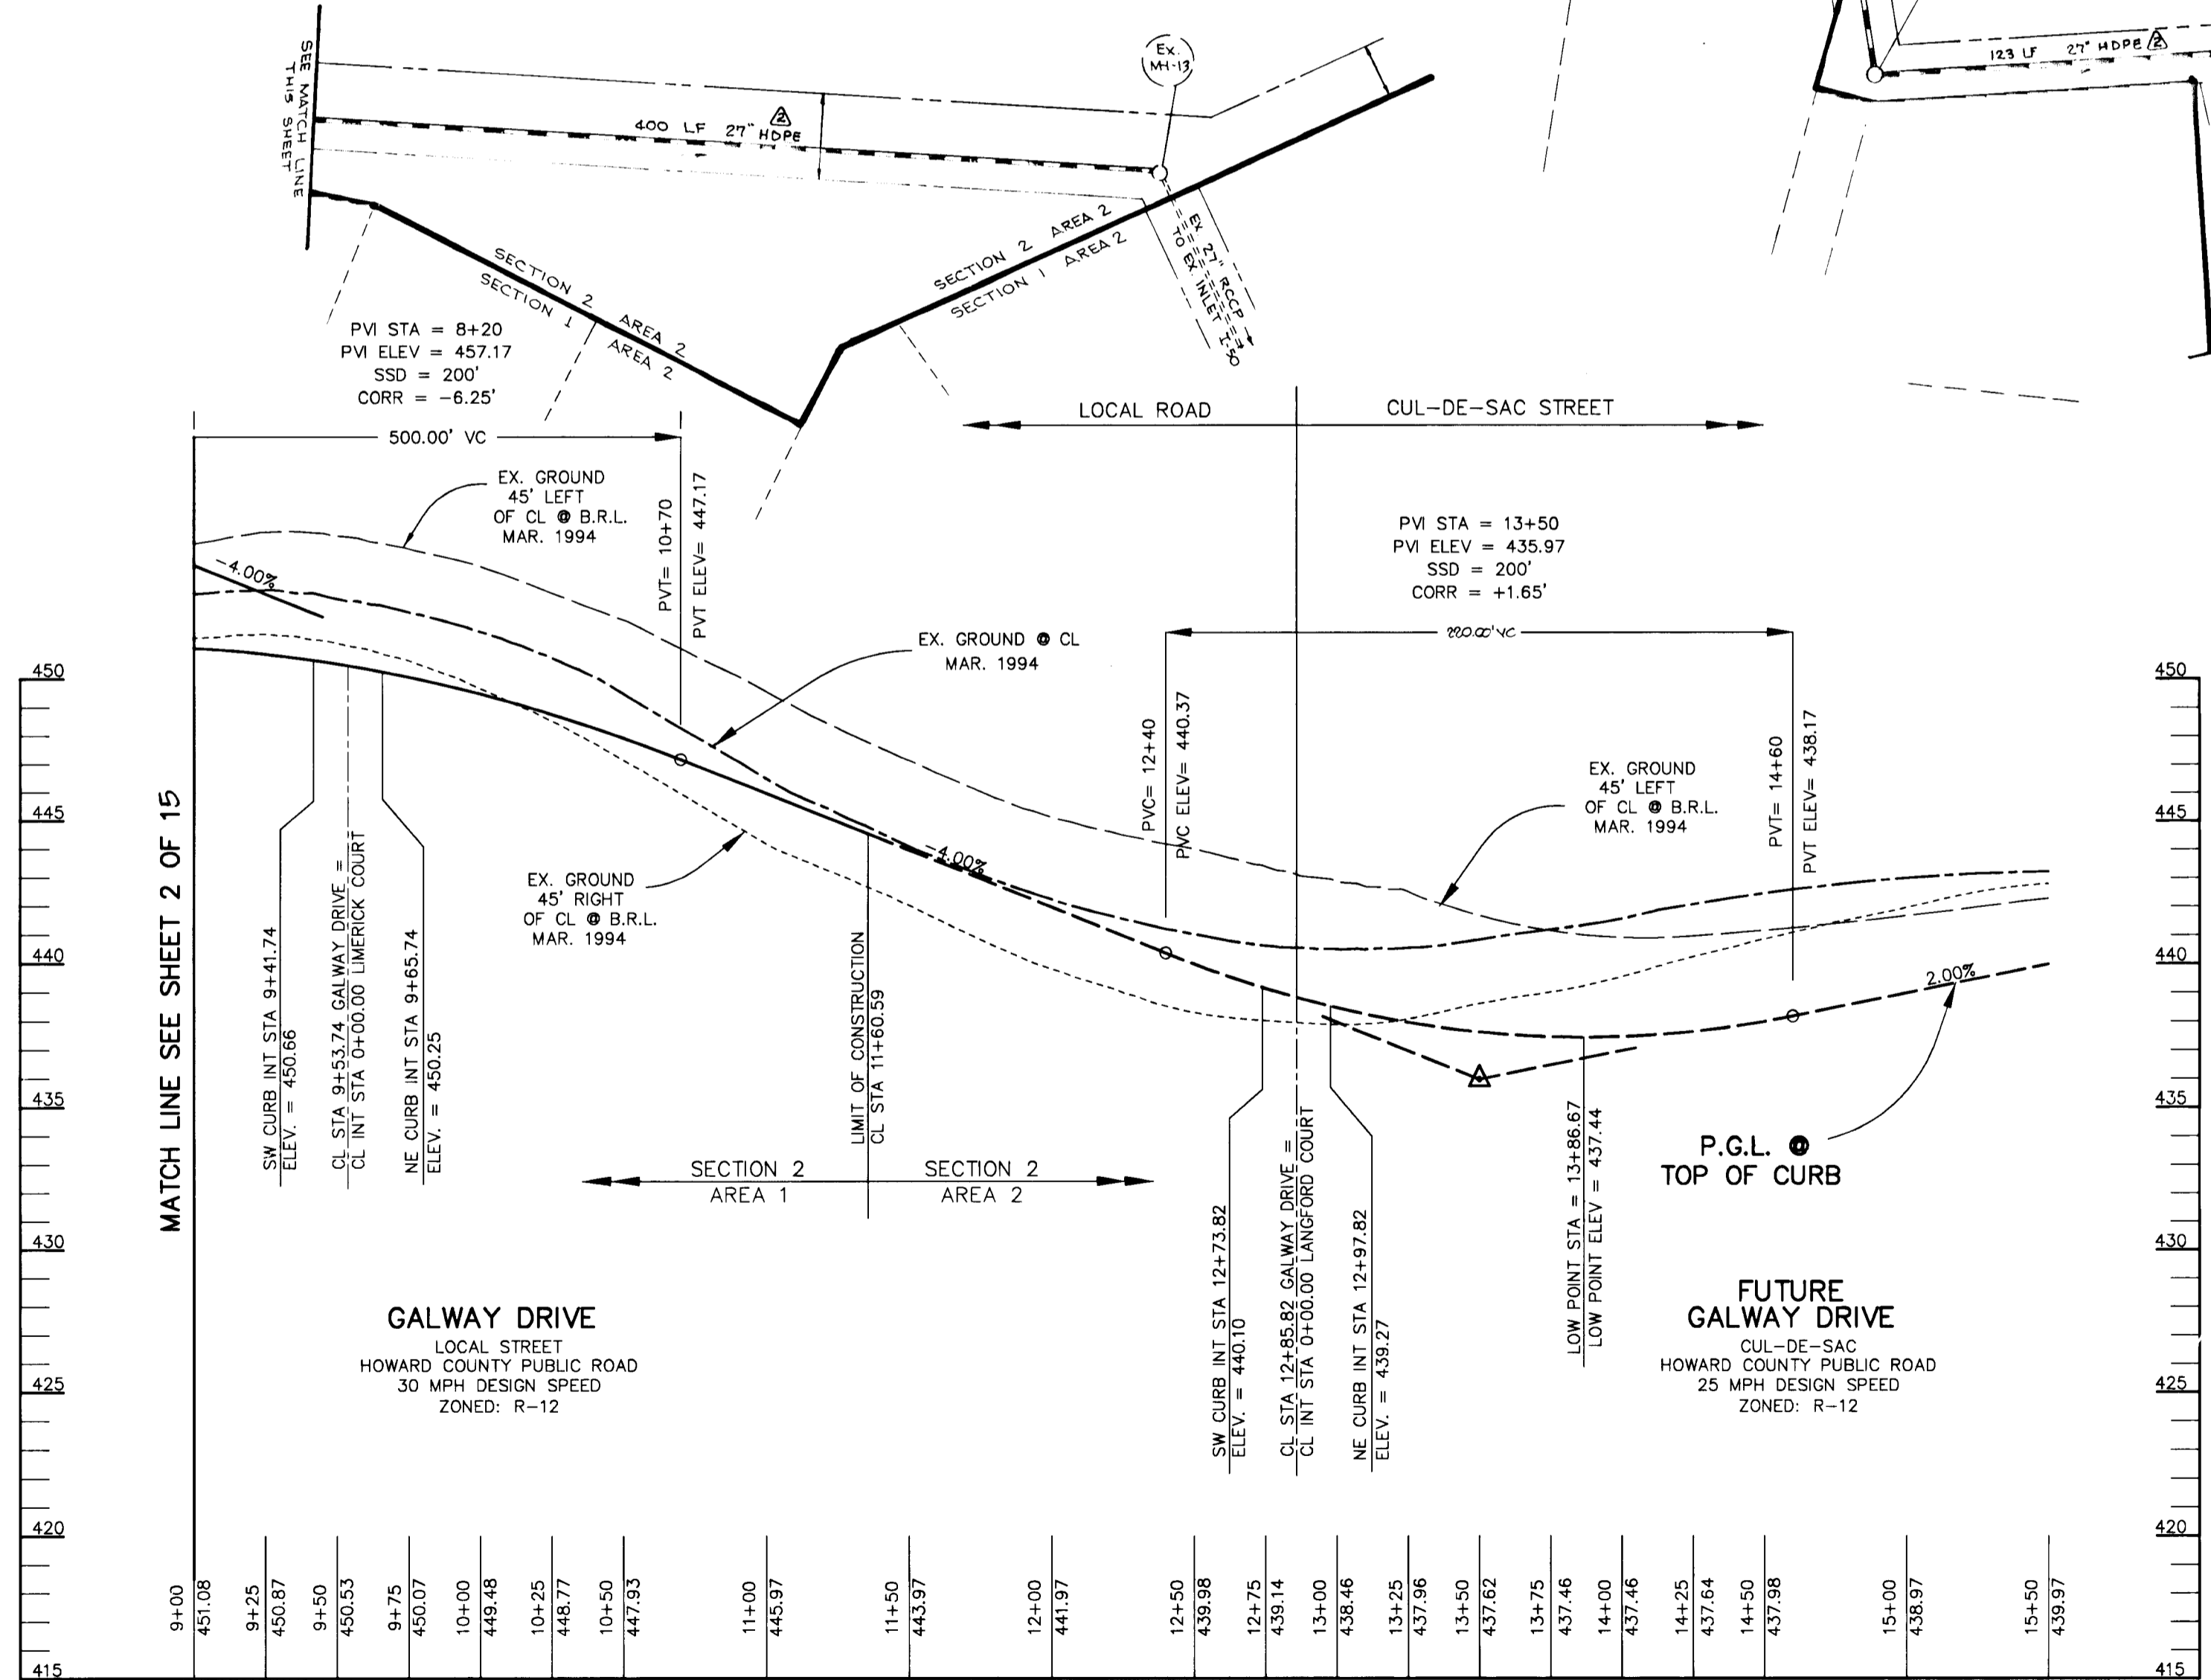 SEE MATCH LINE
THIS SHEET
400 LF 27" HDPE 2
Ex.
MH-13
123 LF 27" HDPE 2
SECTION 2 AREA 2
SECTION 1 AREA 2
SECTION 2 AREA 2
SECTION 1 AREA 2
EX 27" RCCP
TO EX INLET I-50
PVI STA = 8+20
PVI ELEV = 457.17
SSD = 200'
CORR = -6.25'
500.00' VC
LOCAL ROAD
CUL-DE-SAC STREET
EX. GROUND
45' LEFT
OF CL @ B.R.L.
MAR. 1994
PVT= 10+70
PVT ELEV= 447.17
PVI STA = 13+50
PVI ELEV = 435.97
SSD = 200'
CORR = +1.65'
220.00' VC
-4.00%
EX. GROUND @ CL
MAR. 1994
PVC= 12+40
PVC ELEV= 440.37
EX. GROUND
45' LEFT
OF CL @ B.R.L.
MAR. 1994
PVT= 14+60
PVT ELEV= 438.17
-4.00%
EX. GROUND
45' RIGHT
OF CL @ B.R.L.
MAR. 1994
2.00%
MATCH LINE SEE SHEET 2 OF 15
SW CURB INT STA 9+41.74
ELEV. = 450.66
CL STA 9+53.74 GALWAY DRIVE =
CL INT STA 0+00.00 LIMERICK COURT
NE CURB INT STA 9+65.74
ELEV. = 450.25
LIMIT OF CONSTRUCTION
CL STA 11+60.59
SECTION 2
AREA 1
SECTION 2
AREA 2
SW CURB INT STA 12+73.82
ELEV. = 440.10
CL STA 12+85.82 GALWAY DRIVE =
CL INT STA 0+00.00 LANGFORD COURT
NE CURB INT STA 12+97.82
ELEV. = 439.27
LOW POINT STA = 13+86.67
LOW POINT ELEV = 437.44
P.G.L. @
TOP OF CURB
GALWAY DRIVE
LOCAL STREET
HOWARD COUNTY PUBLIC ROAD
30 MPH DESIGN SPEED
ZONED: R-12
FUTURE
GALWAY DRIVE
CUL-DE-SAC
HOWARD COUNTY PUBLIC ROAD
25 MPH DESIGN SPEED
ZONED: R-12
450
445
440
435
430
425
420
415
450
445
440
435
430
425
420
415
9+00
451.08
9+25
450.87
9+50
450.53
9+75
450.07
10+00
449.48
10+25
448.77
10+50
447.93
11+00
445.97
11+50
443.97
12+00
441.97
12+50
439.98
12+75
439.14
13+00
438.46
13+25
437.96
13+50
437.62
13+75
437.46
14+00
437.46
14+25
437.64
14+50
437.98
15+00
438.97
15+50
439.97